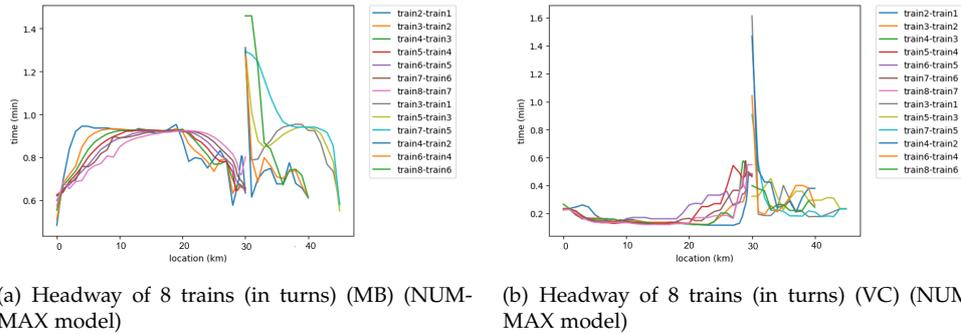 1.4
1.2
1.0
0.8
0.6
time (min)
0
10
20
30
40
location (km)
train2-train1
train3-train2
train4-train3
train5-train4
train6-train5
train7-train6
train8-train7
train3-train1
train5-train3
train7-train5
train4-train2
train6-train4
train8-train6
(a) Headway of 8 trains (in turns) (MB) (NUM-
MAX model)
1.6
1.4
1.2
1.0
0.8
0.6
0.4
0.2
time (min)
0
10
20
30
40
location (km)
train2-train1
train3-train2
train4-train3
train5-train4
train6-train5
train7-train6
train8-train7
train3-train1
train5-train3
train7-train5
train4-train2
train6-train4
train8-train6
(b) Headway of 8 trains (in turns) (VC) (NUM
MAX model)